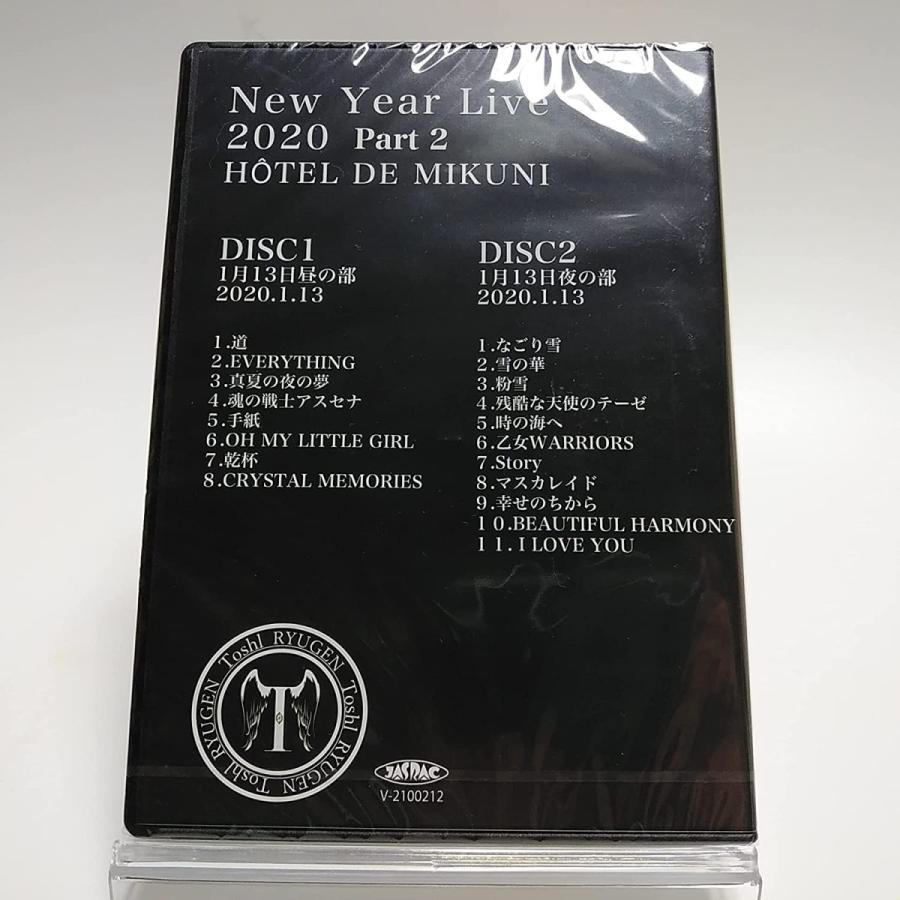 New Year Live
2020 Part 2
HÔTEL DE MIKUNI
DISC1
1月13日昼の部
2020.1.13
1.道
2.EVERYTHING
3.真夏の夜の夢
4.魂の戦士アスセナ
5.手紙
6.OH MY LITTLE GIRL
7.乾杯
8.CRYSTAL MEMORIES
DISC2
1月13日夜の部
2020.1.13
1.なごり雪
2.雪の華
3.粉雪
4.残酷な天使のテーゼ
5.時の海へ
6.乙女WARRIORS
7.Story
8.マスカレイド
9.幸せのちから
10.BEAUTIFUL HARMONY
11.I LOVE YOU
Toshl RYUGEN Toshl RYUGEN Toshl RYUGEN
T
JASRAC
V-2100212